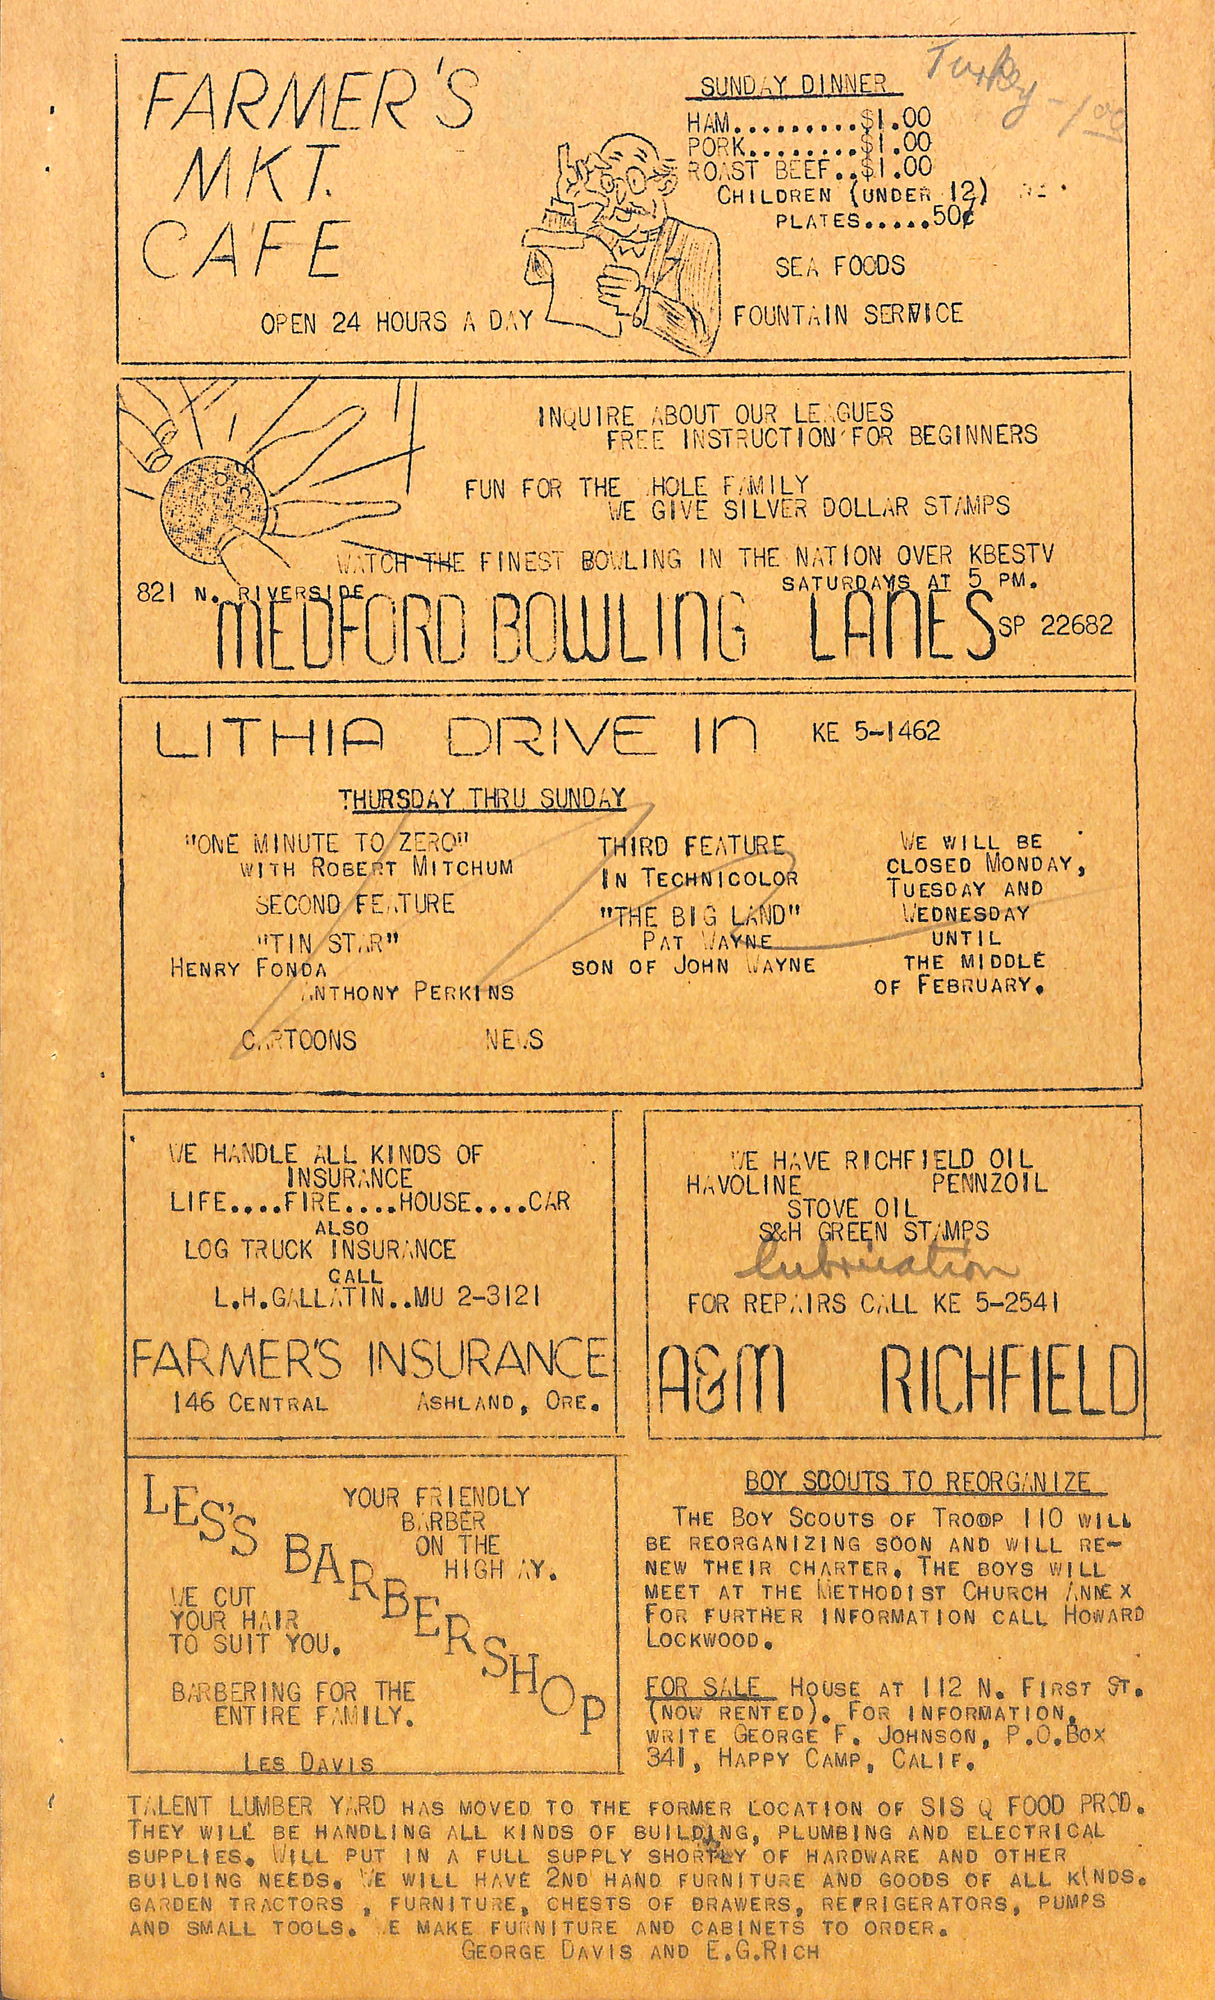 FARMER'S
MKT.
CAFE
OPEN 24 HOURS A DAY
SUNDAY DINNER
Turkey - 1.00
HAM.........$1.00
PORK........$1.00
ROAST BEEF..$1.00
CHILDREN (UNDER 12)
PLATES.....50¢
SEA FOODS
FOUNTAIN SERVICE
INQUIRE ABOUT OUR LEAGUES
FREE INSTRUCTION FOR BEGINNERS
FUN FOR THE WHOLE FAMILY
WE GIVE SILVER DOLLAR STAMPS
WATCH THE FINEST BOWLING IN THE NATION OVER KBESTV
SATURDAYS AT 5 PM.
821 N. RIVERSIDE
MEDFORD BOWLING LANES SP 22682
LITHIA DRIVE IN KE 5-1462
THURSDAY THRU SUNDAY
"ONE MINUTE TO ZERO"
WITH ROBERT MITCHUM
SECOND FEATURE
"TIN STAR"
HENRY FONDA
ANTHONY PERKINS
CARTOONS NEWS
THIRD FEATURE
IN TECHNICOLOR
"THE BIG LAND"
PAT WAYNE
SON OF JOHN WAYNE
WE WILL BE
CLOSED MONDAY,
TUESDAY AND
WEDNESDAY
UNTIL
THE MIDDLE
OF FEBRUARY.
WE HANDLE ALL KINDS OF
INSURANCE
LIFE....FIRE....HOUSE....CAR
ALSO
LOG TRUCK INSURANCE
CALL
L.H.GALLATIN..MU 2-3121
FARMER'S INSURANCE
146 CENTRAL ASHLAND, ORE.
WE HAVE RICHFIELD OIL
HAVOLINE PENNZOIL
STOVE OIL
S&H GREEN STAMPS
lubrication
FOR REPAIRS CALL KE 5-2541
A&M RICHFIELD
LES'S BARBERSHOP
YOUR FRIENDLY
BARBER
ON THE
HIGHWAY.
WE CUT
YOUR HAIR
TO SUIT YOU.
BARBERING FOR THE
ENTIRE FAMILY.
LES DAVIS
BOY SCOUTS TO REORGANIZE
THE BOY SCOUTS OF TROOP 110 WILL
BE REORGANIZING SOON AND WILL RE-
NEW THEIR CHARTER. THE BOYS WILL
MEET AT THE METHODIST CHURCH ANNEX
FOR FURTHER INFORMATION CALL HOWARD
LOCKWOOD.
FOR SALE HOUSE AT 112 N. FIRST ST.
(NOW RENTED). FOR INFORMATION,
WRITE GEORGE F. JOHNSON, P.O.BOX
341, HAPPY CAMP, CALIF.
TALENT LUMBER YARD HAS MOVED TO THE FORMER LOCATION OF SIS Q FOOD PROD.
THEY WILL BE HANDLING ALL KINDS OF BUILDING, PLUMBING AND ELECTRICAL
SUPPLIES. WILL PUT IN A FULL SUPPLY SHORTLY OF HARDWARE AND OTHER
BUILDING NEEDS. WE WILL HAVE 2ND HAND FURNITURE AND GOODS OF ALL KINDS.
GARDEN TRACTORS , FURNITURE, CHESTS OF DRAWERS, REFRIGERATORS, PUMPS
AND SMALL TOOLS. WE MAKE FURNITURE AND CABINETS TO ORDER.
GEORGE DAVIS AND E.G.RICH